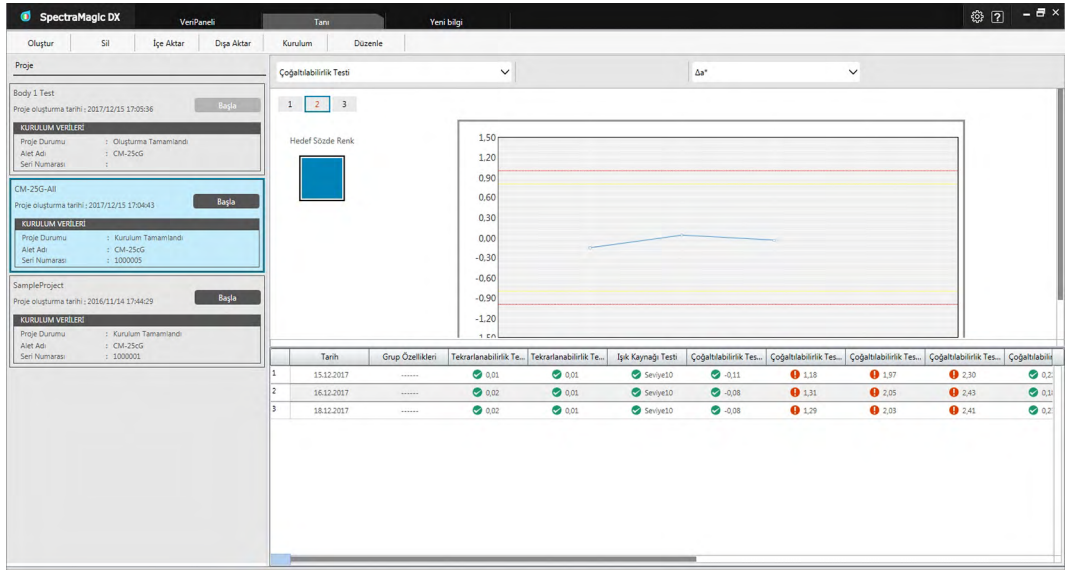 SpectraMagic DX VeriPaneli Tanı Yeni bilgi
Oluştur Sil İçe Aktar Dışa Aktar Kurulum Düzenle
Proje
Body 1 Test
Proje oluşturma tarihi : 2017/12/15 17:05:36 Başla
KURULUM VERİLERİ
Proje Durumu : Oluşturma Tamamlandı
Alet Adı : CM-25cG
Seri Numarası :
CM-25G-All
Proje oluşturma tarihi : 2017/12/15 17:04:43 Başla
KURULUM VERİLERİ
Proje Durumu : Kurulum Tamamlandı
Alet Adı : CM-25cG
Seri Numarası : 1000005
SampleProject
Proje oluşturma tarihi : 2016/11/14 17:44:29 Başla
KURULUM VERİLERİ
Proje Durumu : Kurulum Tamamlandı
Alet Adı : CM-25cG
Seri Numarası : 1000001
Çoğaltılabilirlik Testi Δa*
1 2 3
Hedef Sözde Renk
1.50
1.20
0.90
0.60
0.30
0.00
-0.30
-0.60
-0.90
-1.20
Tarih Grup Özellikleri Tekrarlanabilirlik Te... Tekrarlanabilirlik Te... Işık Kaynağı Testi Çoğaltılabilirlik Tes... Çoğaltılabilirlik Tes... Çoğaltılabilirlik Tes... Çoğaltılabilirlik Tes... Çoğaltılabilir
1 15.12.2017 ------ 0,01 0,01 Seviye10 -0,11 1,18 1,97 2,30
2 16.12.2017 ------ 0,02 0,01 Seviye10 -0,08 1,31 2,05 2,43
3 18.12.2017 ------ 0,02 0,01 Seviye10 -0,08 1,29 2,03 2,41